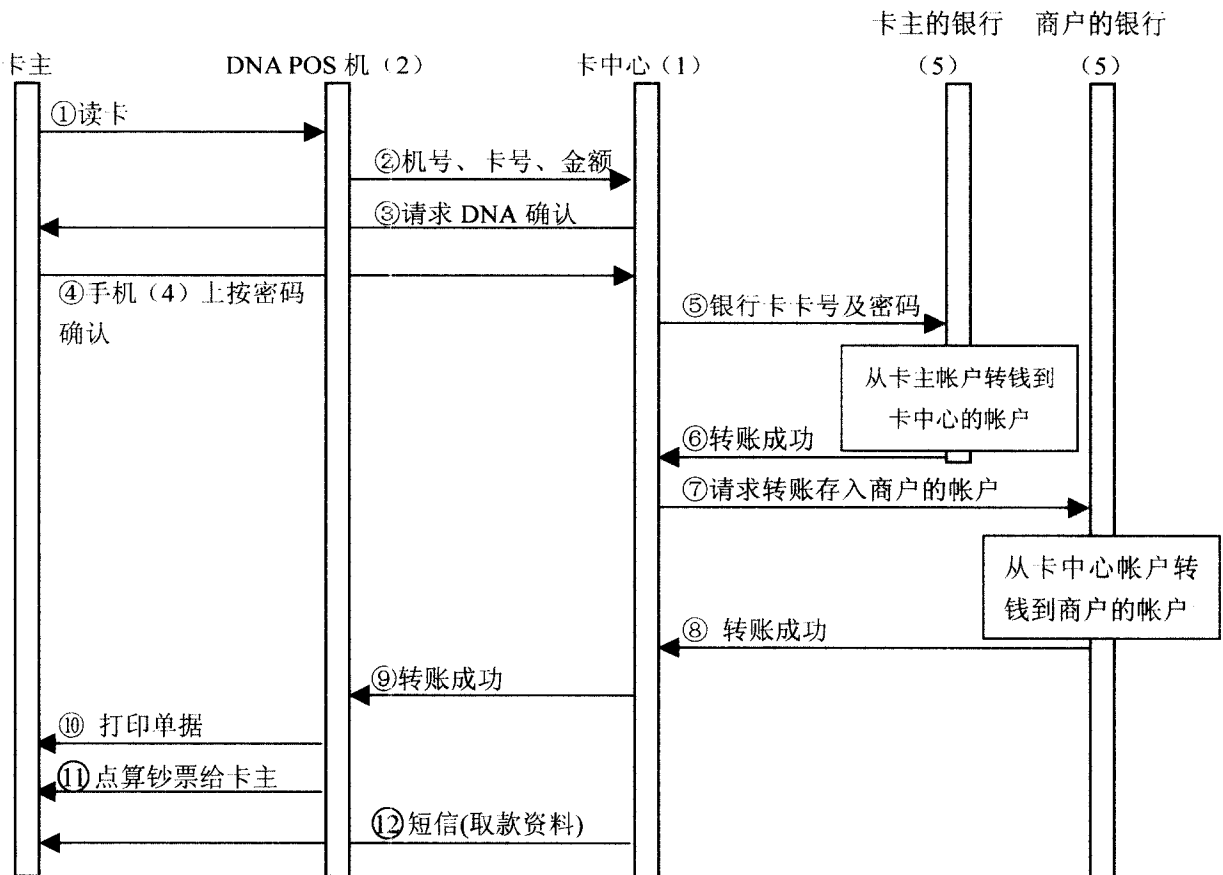 卡主的银行 商户的银行
卡主 DNA POS 机（2） 卡中心（1） （5） （5）
①读卡
②机号、卡号、金额
③请求 DNA 确认
④手机（4）上按密码
确认
⑤银行卡卡号及密码
从卡主帐户转钱到
卡中心的帐户
⑥转账成功
⑦请求转账存入商户的帐户
从卡中心帐户转
钱到商户的帐户
⑧ 转账成功
⑨转账成功
⑩ 打印单据
⑪点算钞票给卡主
⑫短信(取款资料)